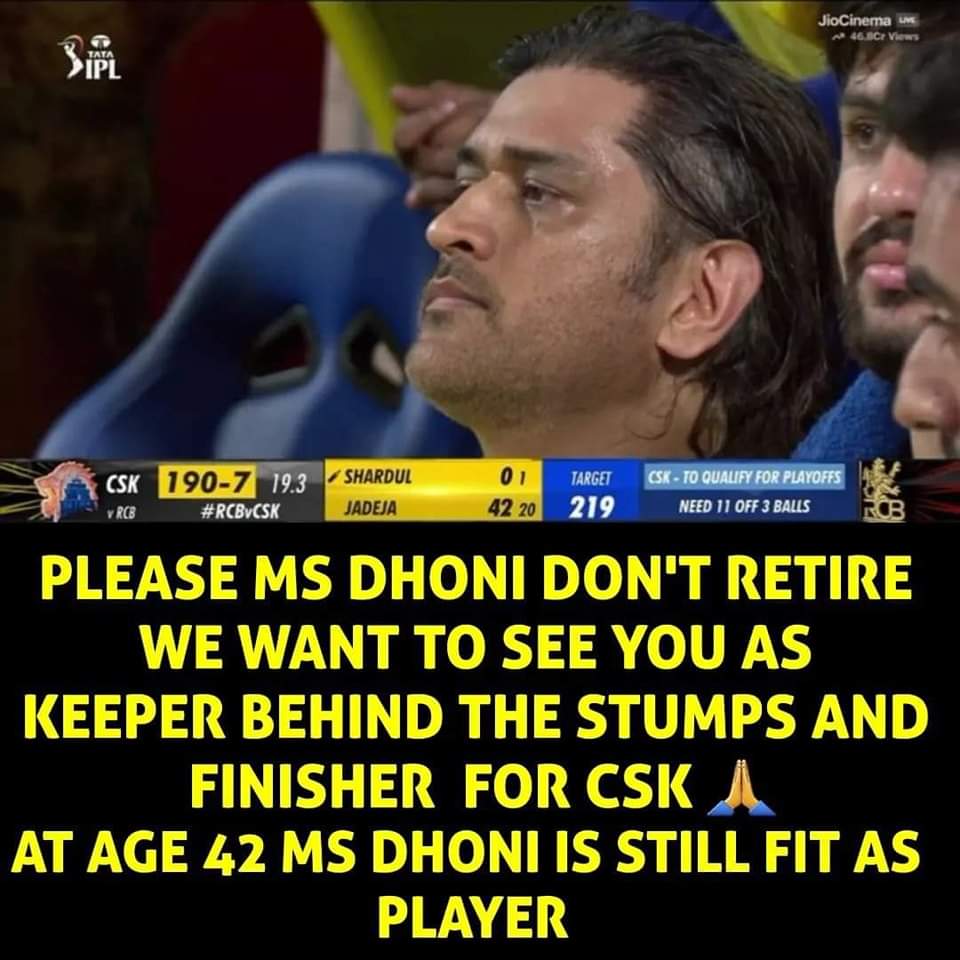 JioCinema LIVE
46.8Cr Views
TATA
IPL
CSK 190-7 19.3 SHARDUL 0 1 TARGET CSK - TO QUALIFY FOR PLAYOFFS
v RCB #RCBvCSK JADEJA 42 20 219 NEED 11 OFF 3 BALLS RCB
PLEASE MS DHONI DON'T RETIRE
WE WANT TO SEE YOU AS
KEEPER BEHIND THE STUMPS AND
FINISHER FOR CSK 🙏
AT AGE 42 MS DHONI IS STILL FIT AS
PLAYER